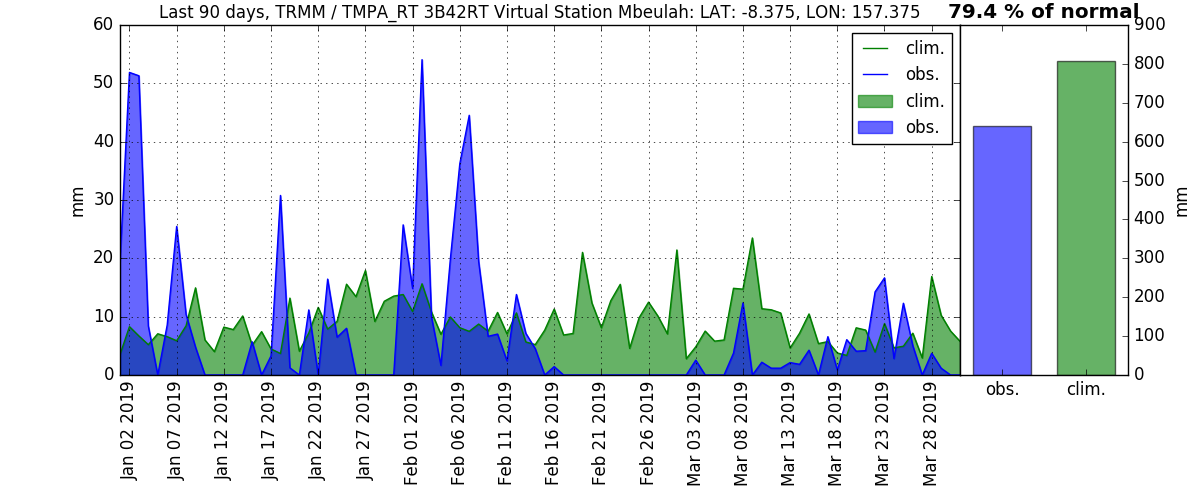 Last 90 days, TRMM / TMPA_RT 3B42RT Virtual Station Mbeulah: LAT: -8.375, LON: 157.375
79.4 % of normal
60
50
40
30
20
10
0
mm
clim.
obs.
clim.
obs.
900
800
700
600
500
400
300
200
100
0
mm
Jan 02 2019
Jan 07 2019
Jan 12 2019
Jan 17 2019
Jan 22 2019
Jan 27 2019
Feb 01 2019
Feb 06 2019
Feb 11 2019
Feb 16 2019
Feb 21 2019
Feb 26 2019
Mar 03 2019
Mar 08 2019
Mar 13 2019
Mar 18 2019
Mar 23 2019
Mar 28 2019
obs.
clim.